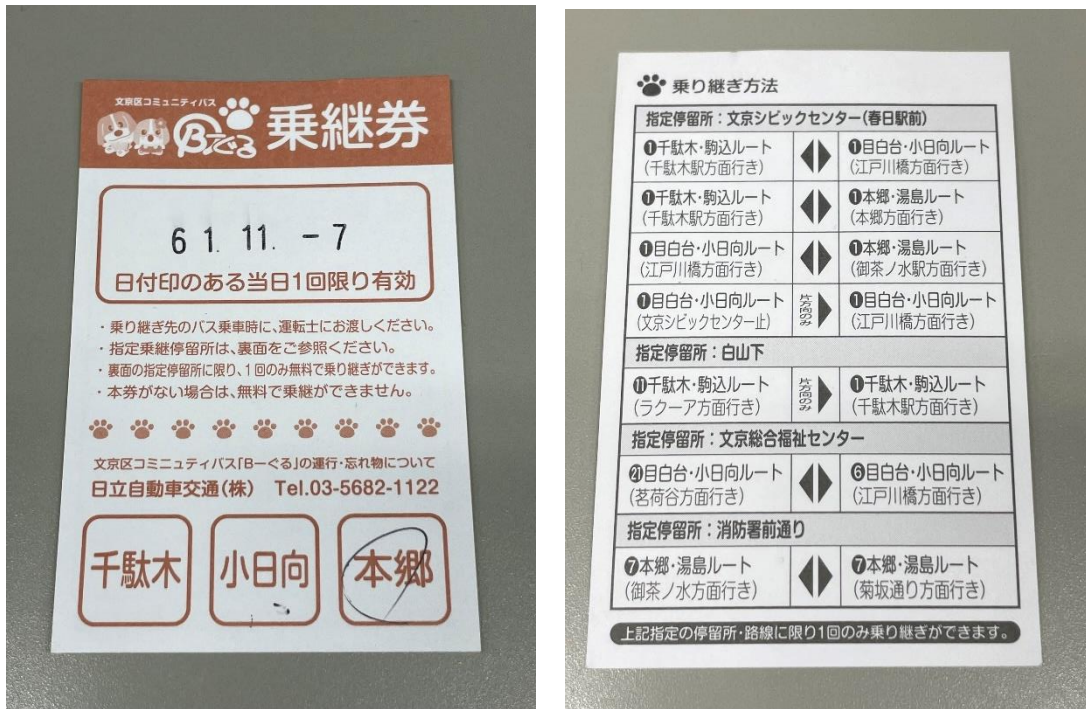 文京区コミュニティバス
Bーぐる 乗継券
61. 11. -7
日付印のある当日1回限り有効
・乗り継ぎ先のバス乗車時に、運転士にお渡しください。
・指定乗継停留所は、裏面をご参照ください。
・裏面の指定停留所に限り、1回のみ無料で乗り継ぎができます。
・本券がない場合は、無料で乗継ができません。
文京区コミニュティバス「Bーぐる」の運行・忘れ物について
日立自動車交通(株) Tel.03-5682-1122
千駄木 小日向 本郷
乗り継ぎ方法
指定停留所：文京シビックセンター(春日駅前)
❶千駄木・駒込ルート ❶目白台・小日向ルート
(千駄木駅方面行き) (江戸川橋方面行き)
❶千駄木・駒込ルート ❶本郷・湯島ルート
(千駄木駅方面行き) (本郷方面行き)
❶目白台・小日向ルート ❶本郷・湯島ルート
(江戸川橋方面行き) (御茶ノ水駅方面行き)
❶目白台・小日向ルート 片方向のみ ❶目白台・小日向ルート
(文京シビックセンター止) (江戸川橋方面行き)
指定停留所：白山下
⓫千駄木・駒込ルート 片方向のみ ❶千駄木・駒込ルート
(ラクーア方面行き) (千駄木駅方面行き)
指定停留所：文京総合福祉センター
㉑目白台・小日向ルート ❻目白台・小日向ルート
(茗荷谷方面行き) (江戸川橋方面行き)
指定停留所：消防署前通り
❼本郷・湯島ルート ❼本郷・湯島ルート
(御茶ノ水方面行き) (菊坂通り方面行き)
上記指定の停留所・路線に限り1回のみ乗り継ぎができます。